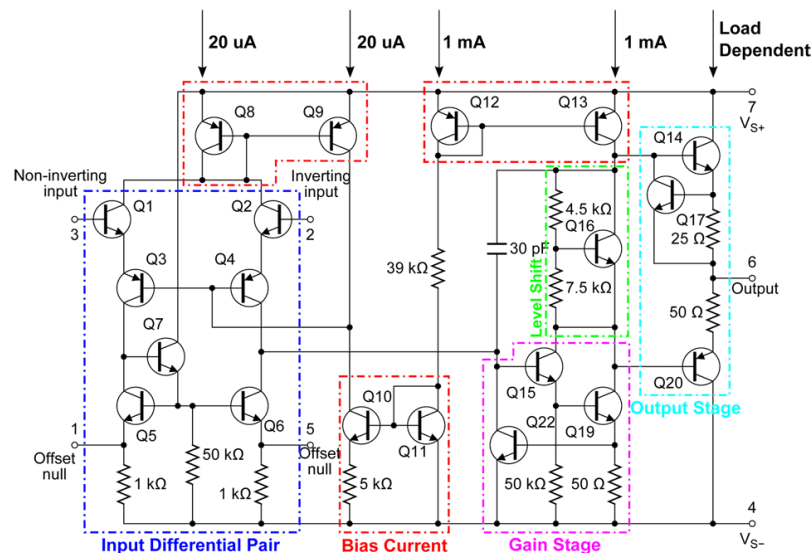 20 uA
20 uA
1 mA
1 mA
Load
Dependent
Q8
Q9
Q12
Q13
7
VS+
Q14
Non-inverting
input
Inverting
input
Q1
Q2
3
2
Q17
4.5 kΩ
Q16
25 Ω
30 pF
39 kΩ
Q3
Q4
6
Output
Level Shift
7.5 kΩ
50 Ω
Q7
Q15
Q20
Output Stage
Q10
Q5
Q6
Q22
Q19
1
5
Offset
null
Offset
null
Q11
50 kΩ
1 kΩ
1 kΩ
5 kΩ
50 kΩ
50 Ω
4
VS−
Input Differential Pair
Bias Current
Gain Stage